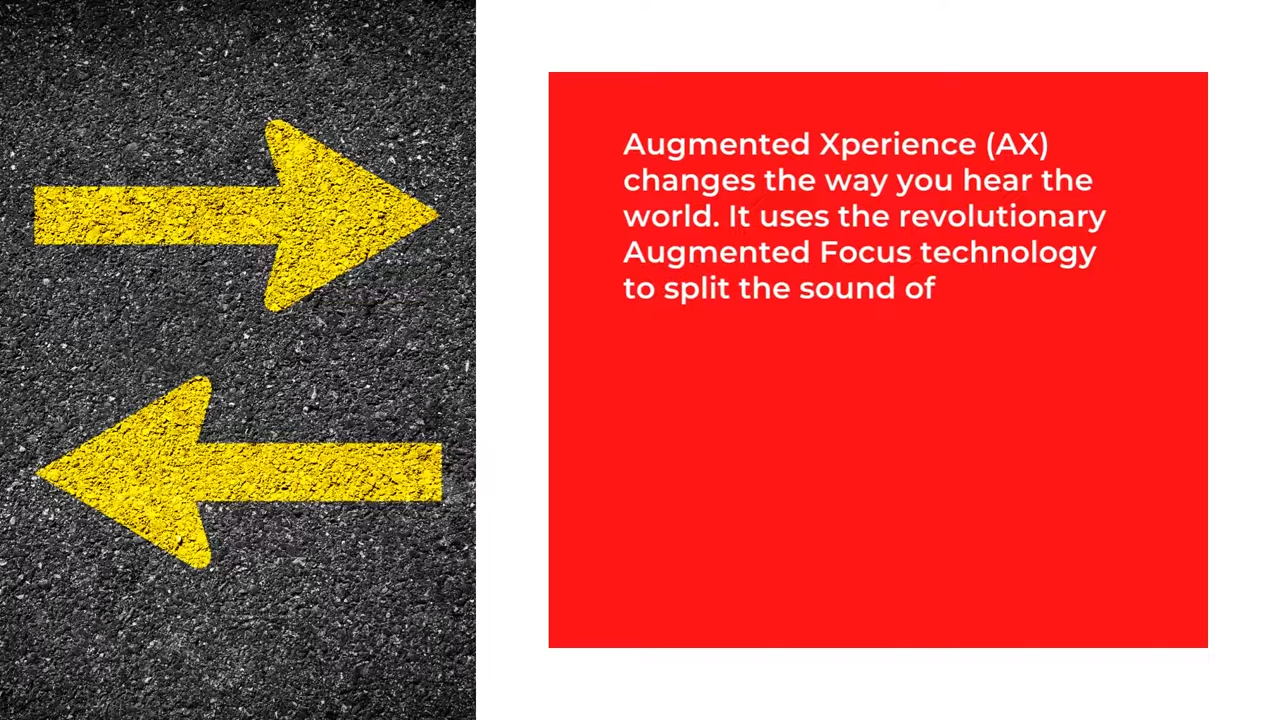 Augmented Xperience (AX)
changes the way you hear the
world. It uses the revolutionary
Augmented Focus technology
to split the sound of